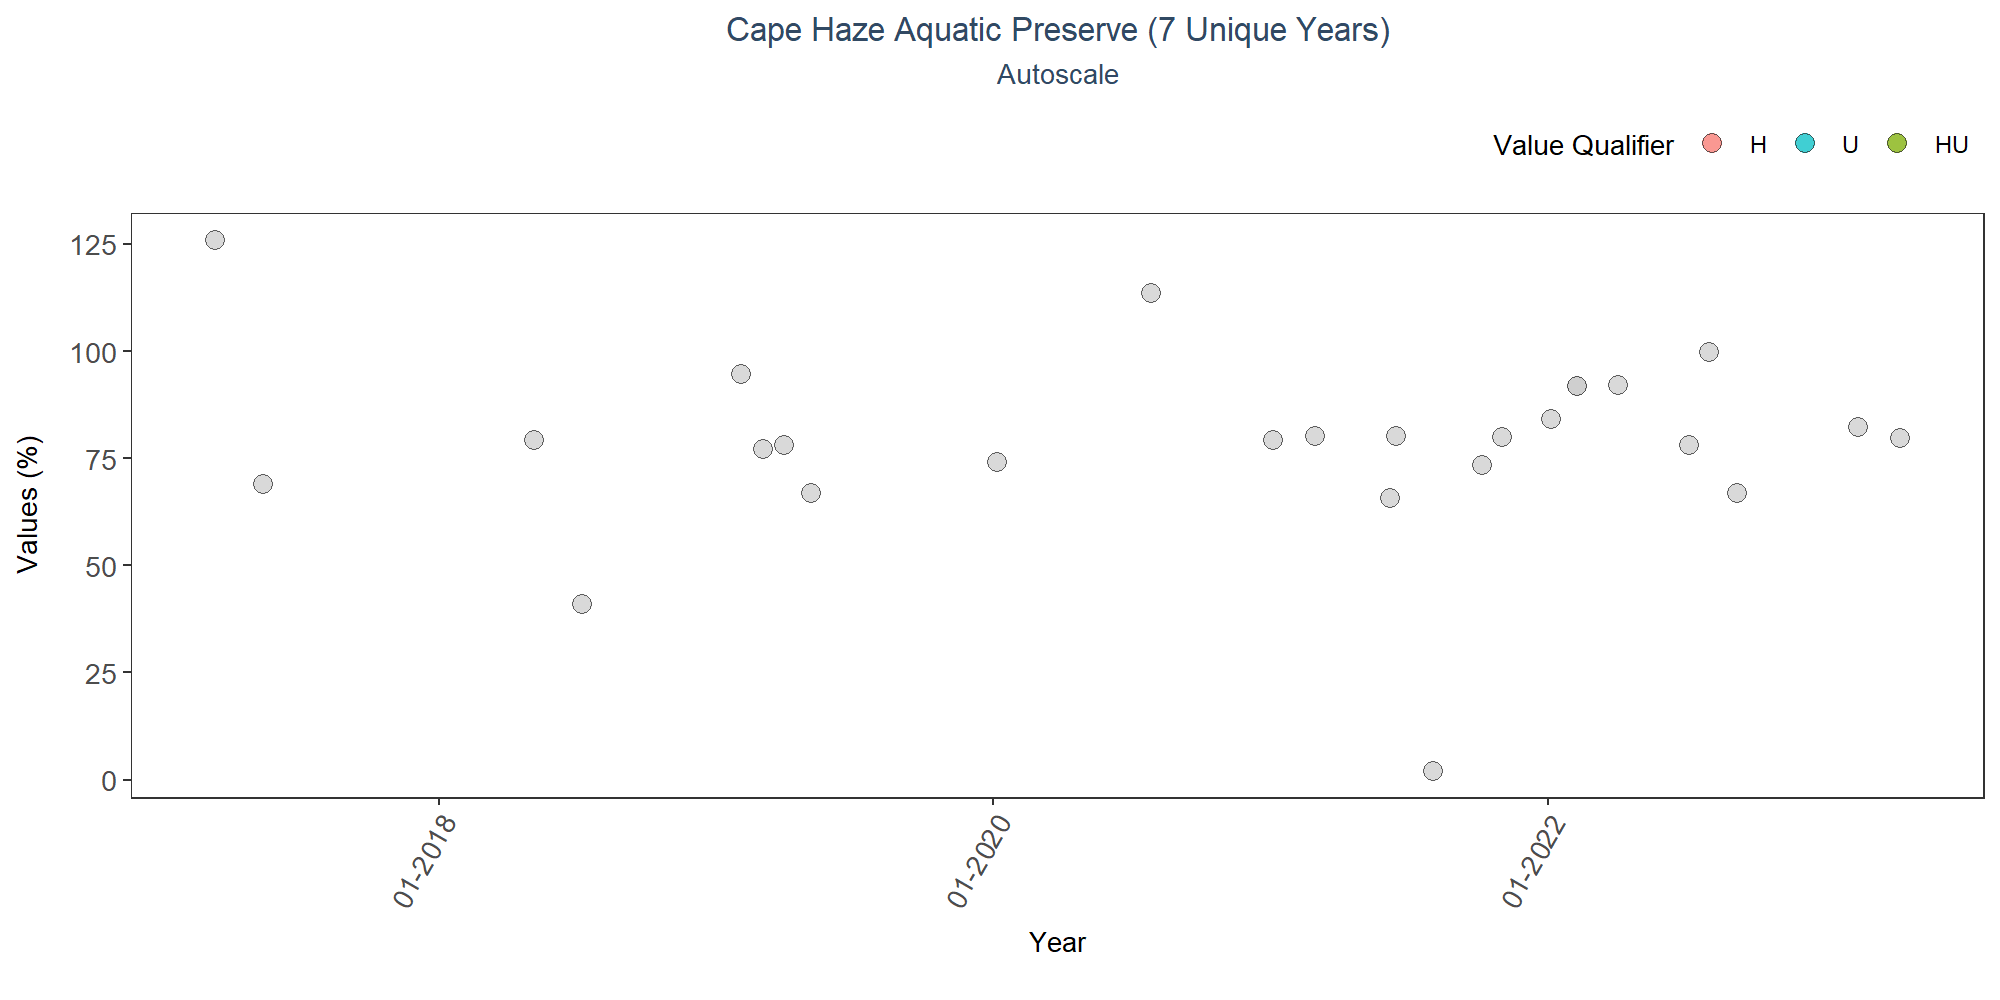 Cape Haze Aquatic Preserve (7 Unique Years)
Autoscale
Value Qualifier H U HU
Values (%)
125
100
75
50
25
0
01-2018 01-2020 01-2022
Year